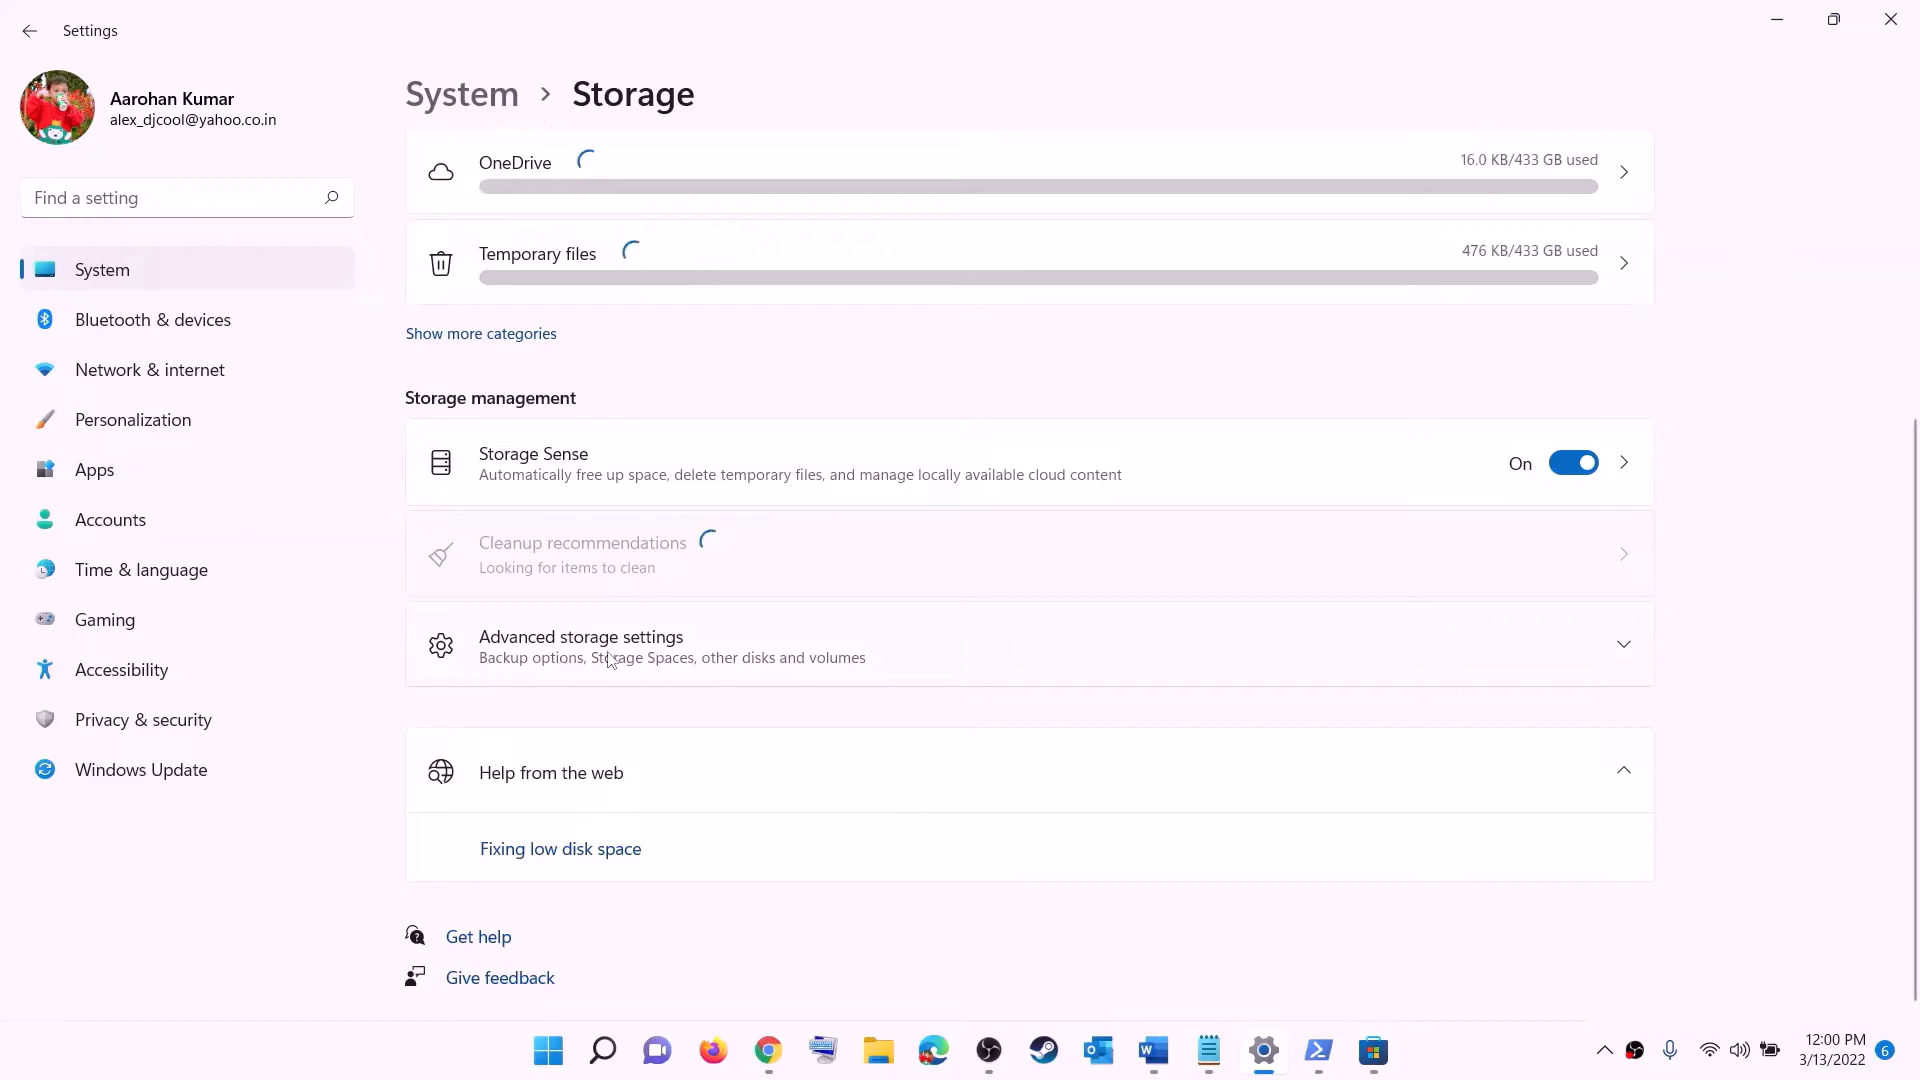 Settings
Aarohan Kumar
alex_djcool@yahoo.co.in
Find a setting
System
Bluetooth & devices
Network & internet
Personalization
Apps
Accounts
Time & language
Gaming
Accessibility
Privacy & security
Windows Update
System > Storage
OneDrive
16.0 KB/433 GB used
Temporary files
476 KB/433 GB used
Show more categories
Storage management
Storage Sense
Automatically free up space, delete temporary files, and manage locally available cloud content
On
Cleanup recommendations
Looking for items to clean
Advanced storage settings
Backup options, Storage Spaces, other disks and volumes
Help from the web
Fixing low disk space
Get help
Give feedback
12:00 PM
3/13/2022
6